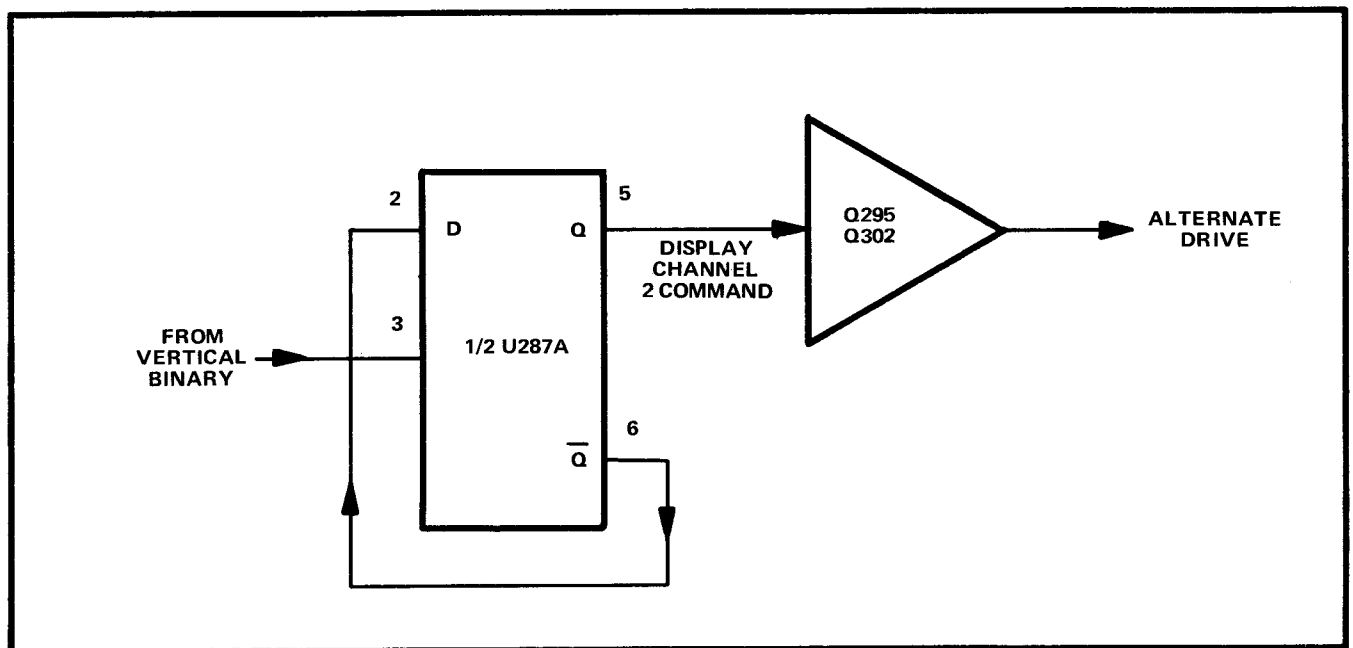 2
D
Q
5
DISPLAY
CHANNEL
2 COMMAND
Q295
Q302
ALTERNATE
DRIVE
FROM
VERTICAL
BINARY
3
1/2 U287A
Q̅
6